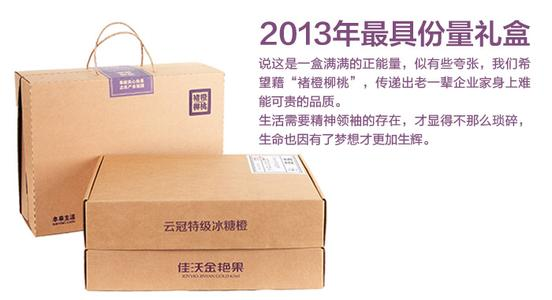 2013年最具份量礼盒
说这是一盒满满的正能量，似有些夸张，我们希
望藉“褚橙柳桃”，传递出老一辈企业家身上难
能可贵的品质。
生活需要精神领袖的存在，才显得不那么琐碎，
生命也因有了梦想才更加生辉。
褚橙
柳桃
本来生活
云冠特级冰糖橙
佳沃金艳果